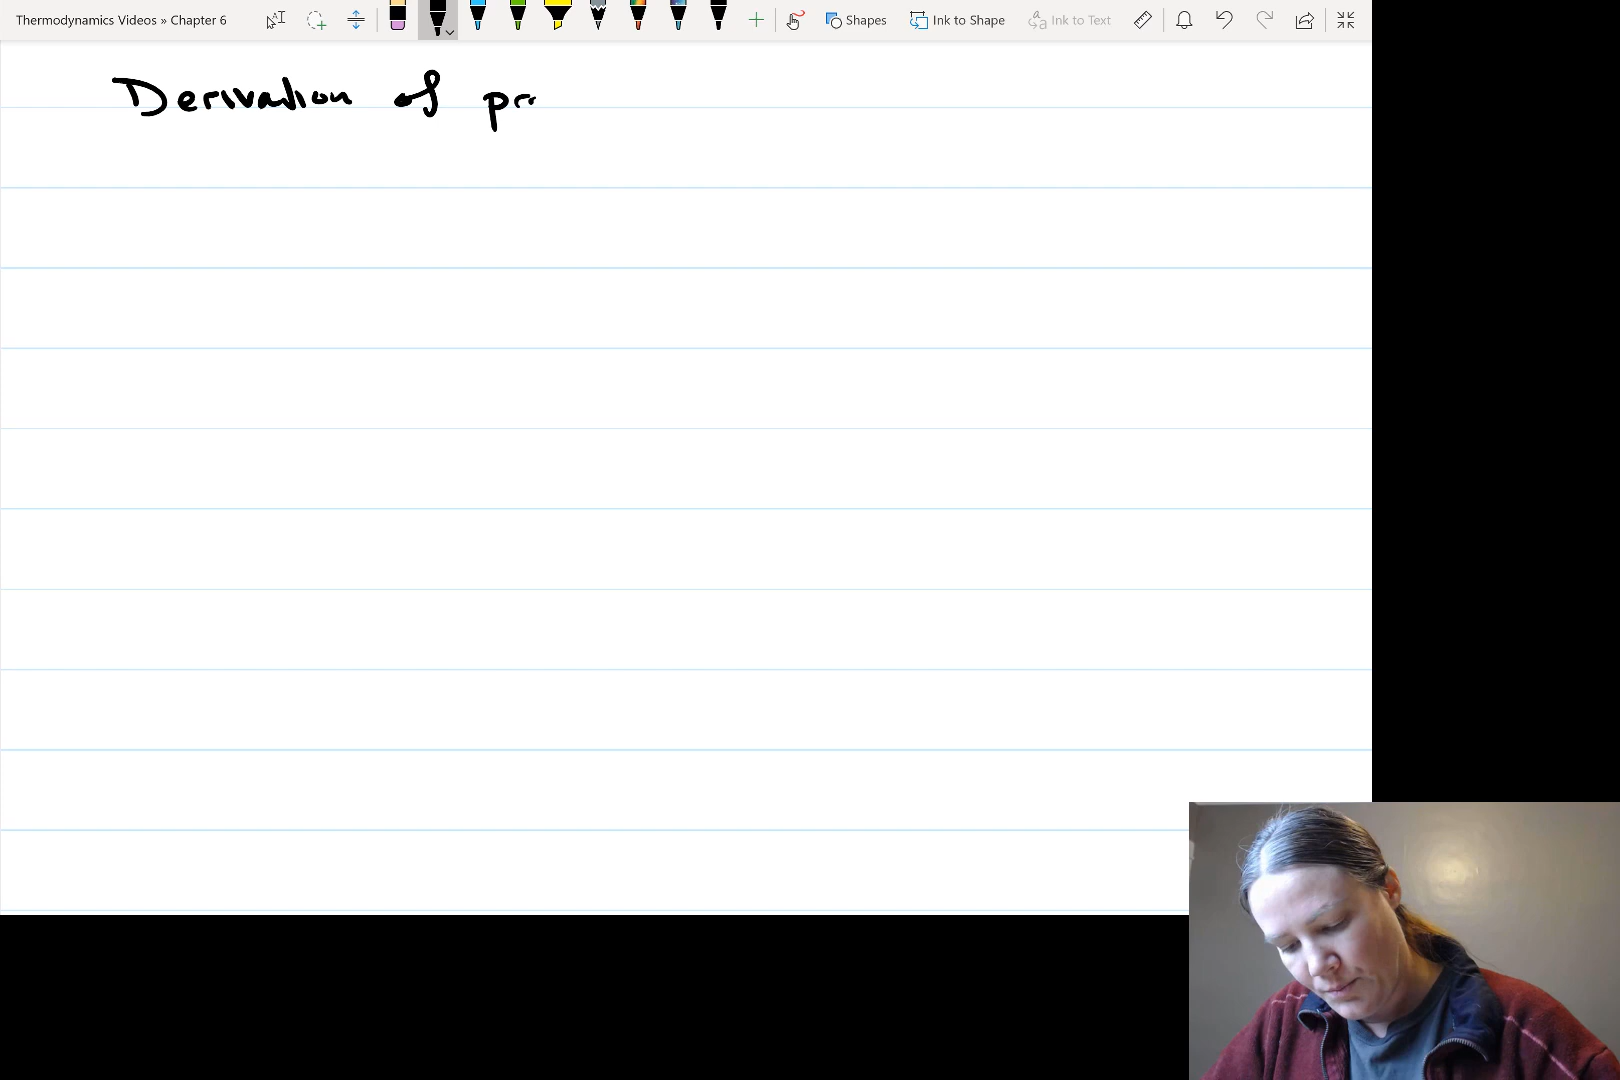 Thermodynamics Videos » Chapter 6 Shapes Ink to Shape Ink to Text
Derivation of pr